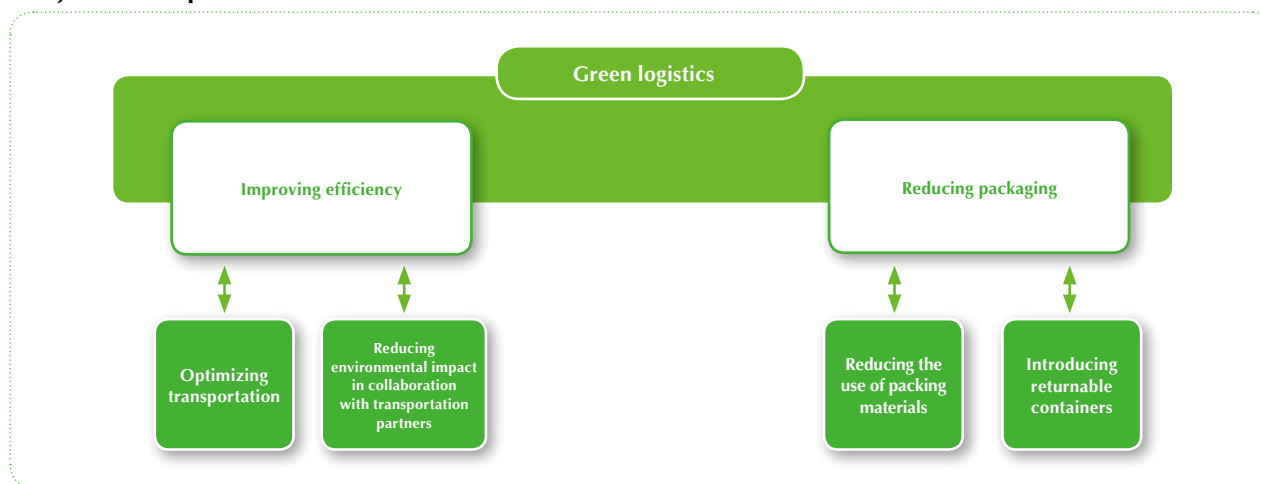 Green logistics
Improving efficiency
Reducing packaging
Optimizing
transportation
Reducing
environmental impact
in collaboration
with transportation
partners
Reducing the
use of packing
materials
Introducing
returnable
containers